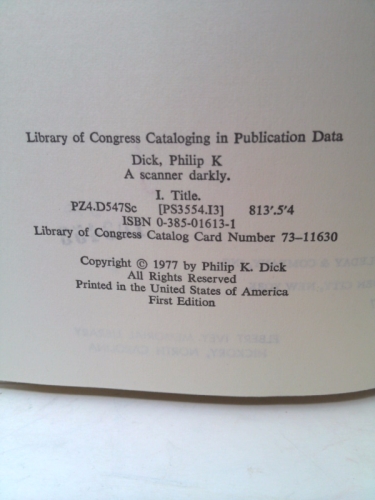 Library of Congress Cataloging in Publication Data
Dick, Philip K
A scanner darkly.
I. Title.
PZ4.D547Sc [PS3554.I3] 813'.5'4
ISBN 0-385-01613-1
Library of Congress Catalog Card Number 73-11630
Copyright © 1977 by Philip K. Dick
All Rights Reserved
Printed in the United States of America
First Edition